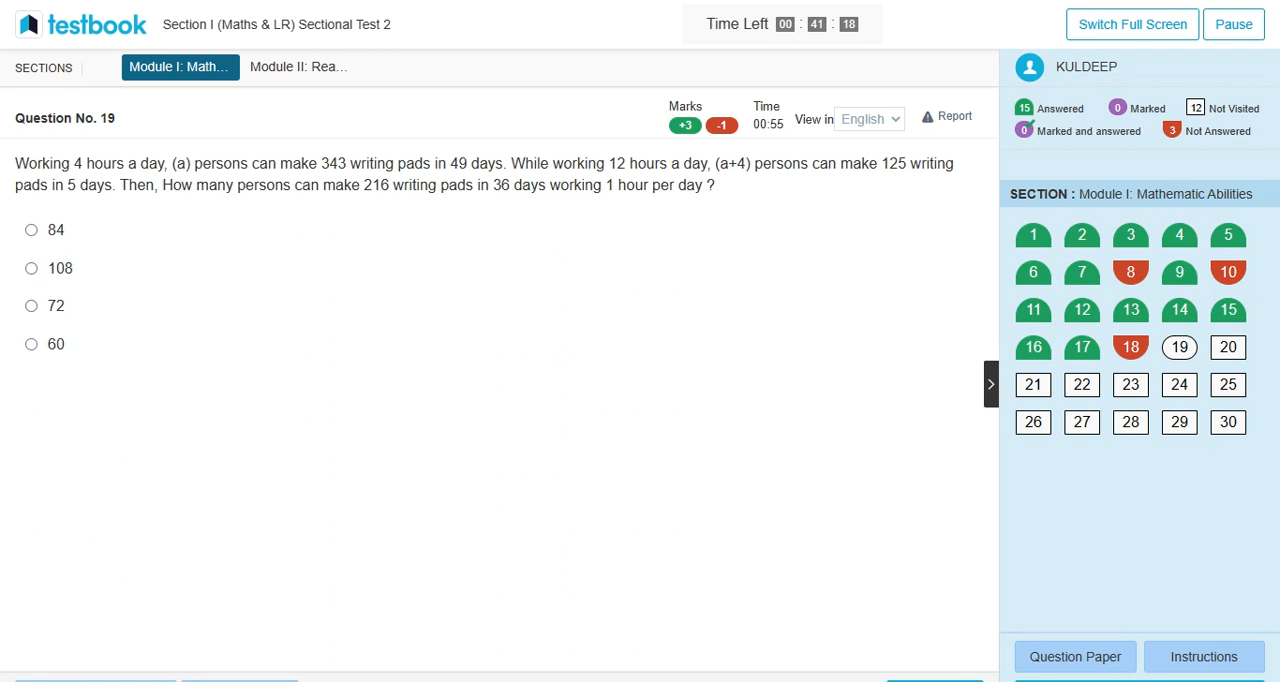 testbook Section I (Maths & LR) Sectional Test 2 Time Left 00 : 41 : 18 Switch Full Screen Pause
SECTIONS Module I: Math... Module II: Rea... KULDEEP
Question No. 19 Marks +3 -1 Time 00:55 View in English Report
15 Answered 0 Marked 12 Not Visited
0 Marked and answered 3 Not Answered
Working 4 hours a day, (a) persons can make 343 writing pads in 49 days. While working 12 hours a day, (a+4) persons can make 125 writing
pads in 5 days. Then, How many persons can make 216 writing pads in 36 days working 1 hour per day ?
84
108
72
60
SECTION : Module I: Mathematic Abilities
1 2 3 4 5
6 7 8 9 10
11 12 13 14 15
16 17 18 19 20
21 22 23 24 25
26 27 28 29 30
Question Paper Instructions